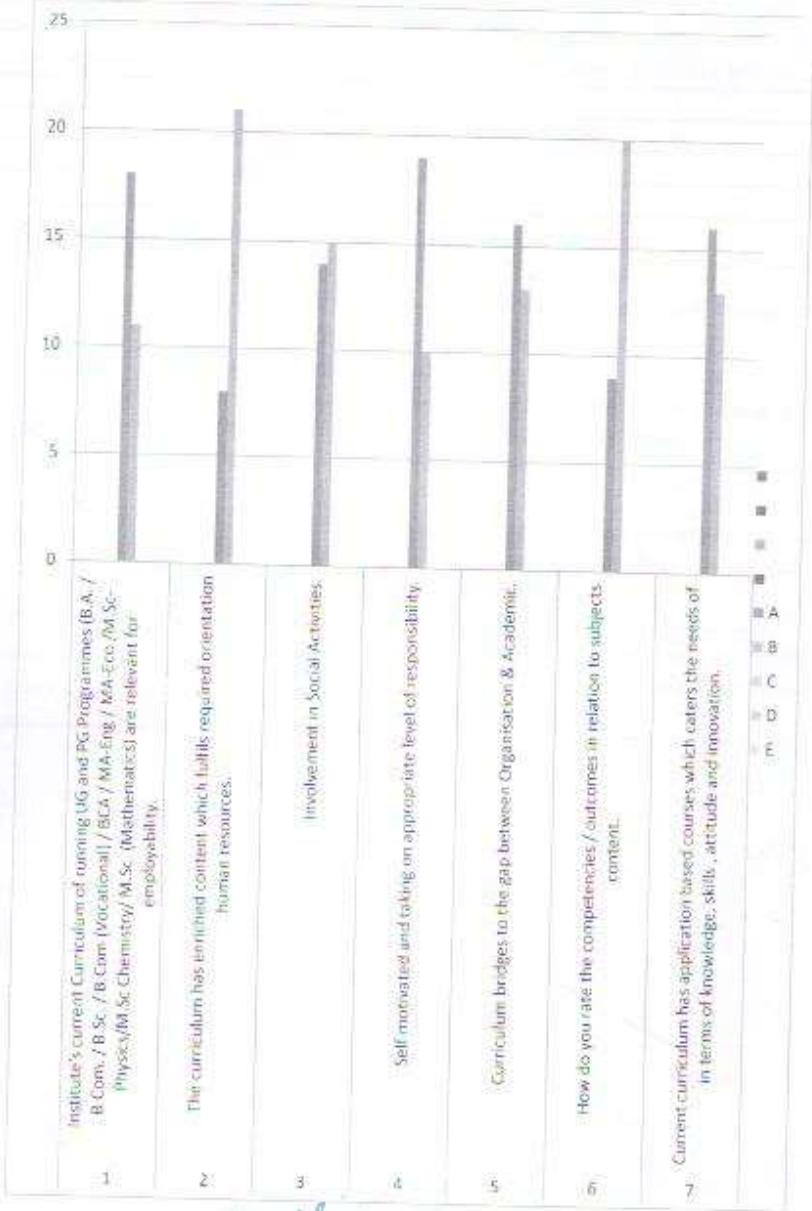 25
20
15
10
5
0
Institute's current Curriculum of running UG and PG Programmes (B.A. /
B.Com. / B.Sc. / B.Com (Vocational) / BCA / MA-Eng / MA-Eco /M.Sc-
Physics/M.Sc Chemistry/ M.Sc (Mathematics) are relevant for
employability.
1
The curriculum has enriched content which fulfils required orientation
human resources.
2
Involvement in Social Activities.
3
Self motivated and taking on appropriate level of responsibility.
4
Curriculum bridges to the gap between Organisation & Academic.
5
How do you rate the competencies / outcomes in relation to subjects
content.
6
Current curriculum has application based courses which caters the needs of
in terms of knowledge, skills , attitude and innovation.
7
A
B
C
D
E